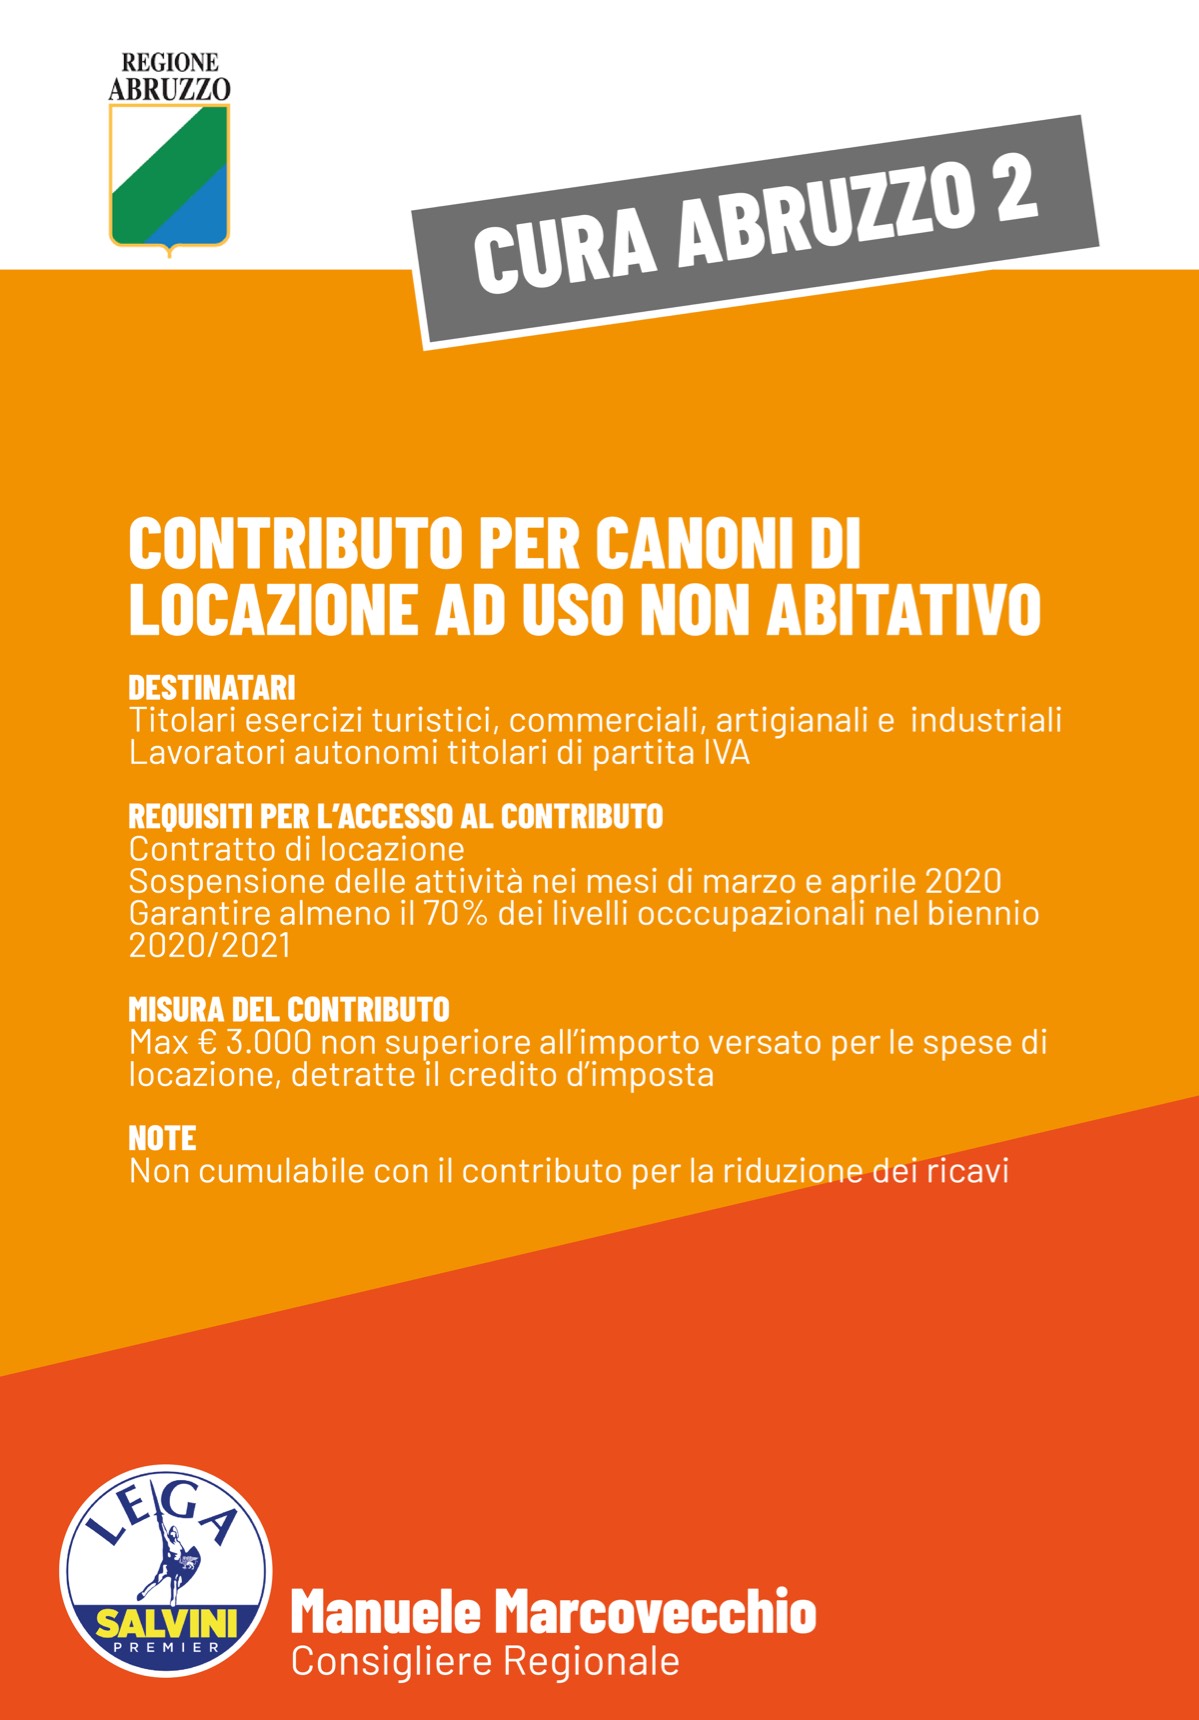 REGIONE
ABRUZZO
CURA ABRUZZO 2
CONTRIBUTO PER CANONI DI
LOCAZIONE AD USO NON ABITATIVO
DESTINATARI
Titolari esercizi turistici, commerciali, artigianali e  industriali
Lavoratori autonomi titolari di partita IVA
REQUISITI PER L'ACCESSO AL CONTRIBUTO
Contratto di locazione
Sospensione delle attività nei mesi di marzo e aprile 2020
Garantire almeno il 70% dei livelli occcupazionali nel biennio
2020/2021
MISURA DEL CONTRIBUTO
Max € 3.000 non superiore all'importo versato per le spese di
locazione, detratte il credito d'imposta
NOTE
Non cumulabile con il contributo per la riduzione dei ricavi
LEGA
SALVINI
PREMIER
Manuele Marcovecchio
Consigliere Regionale